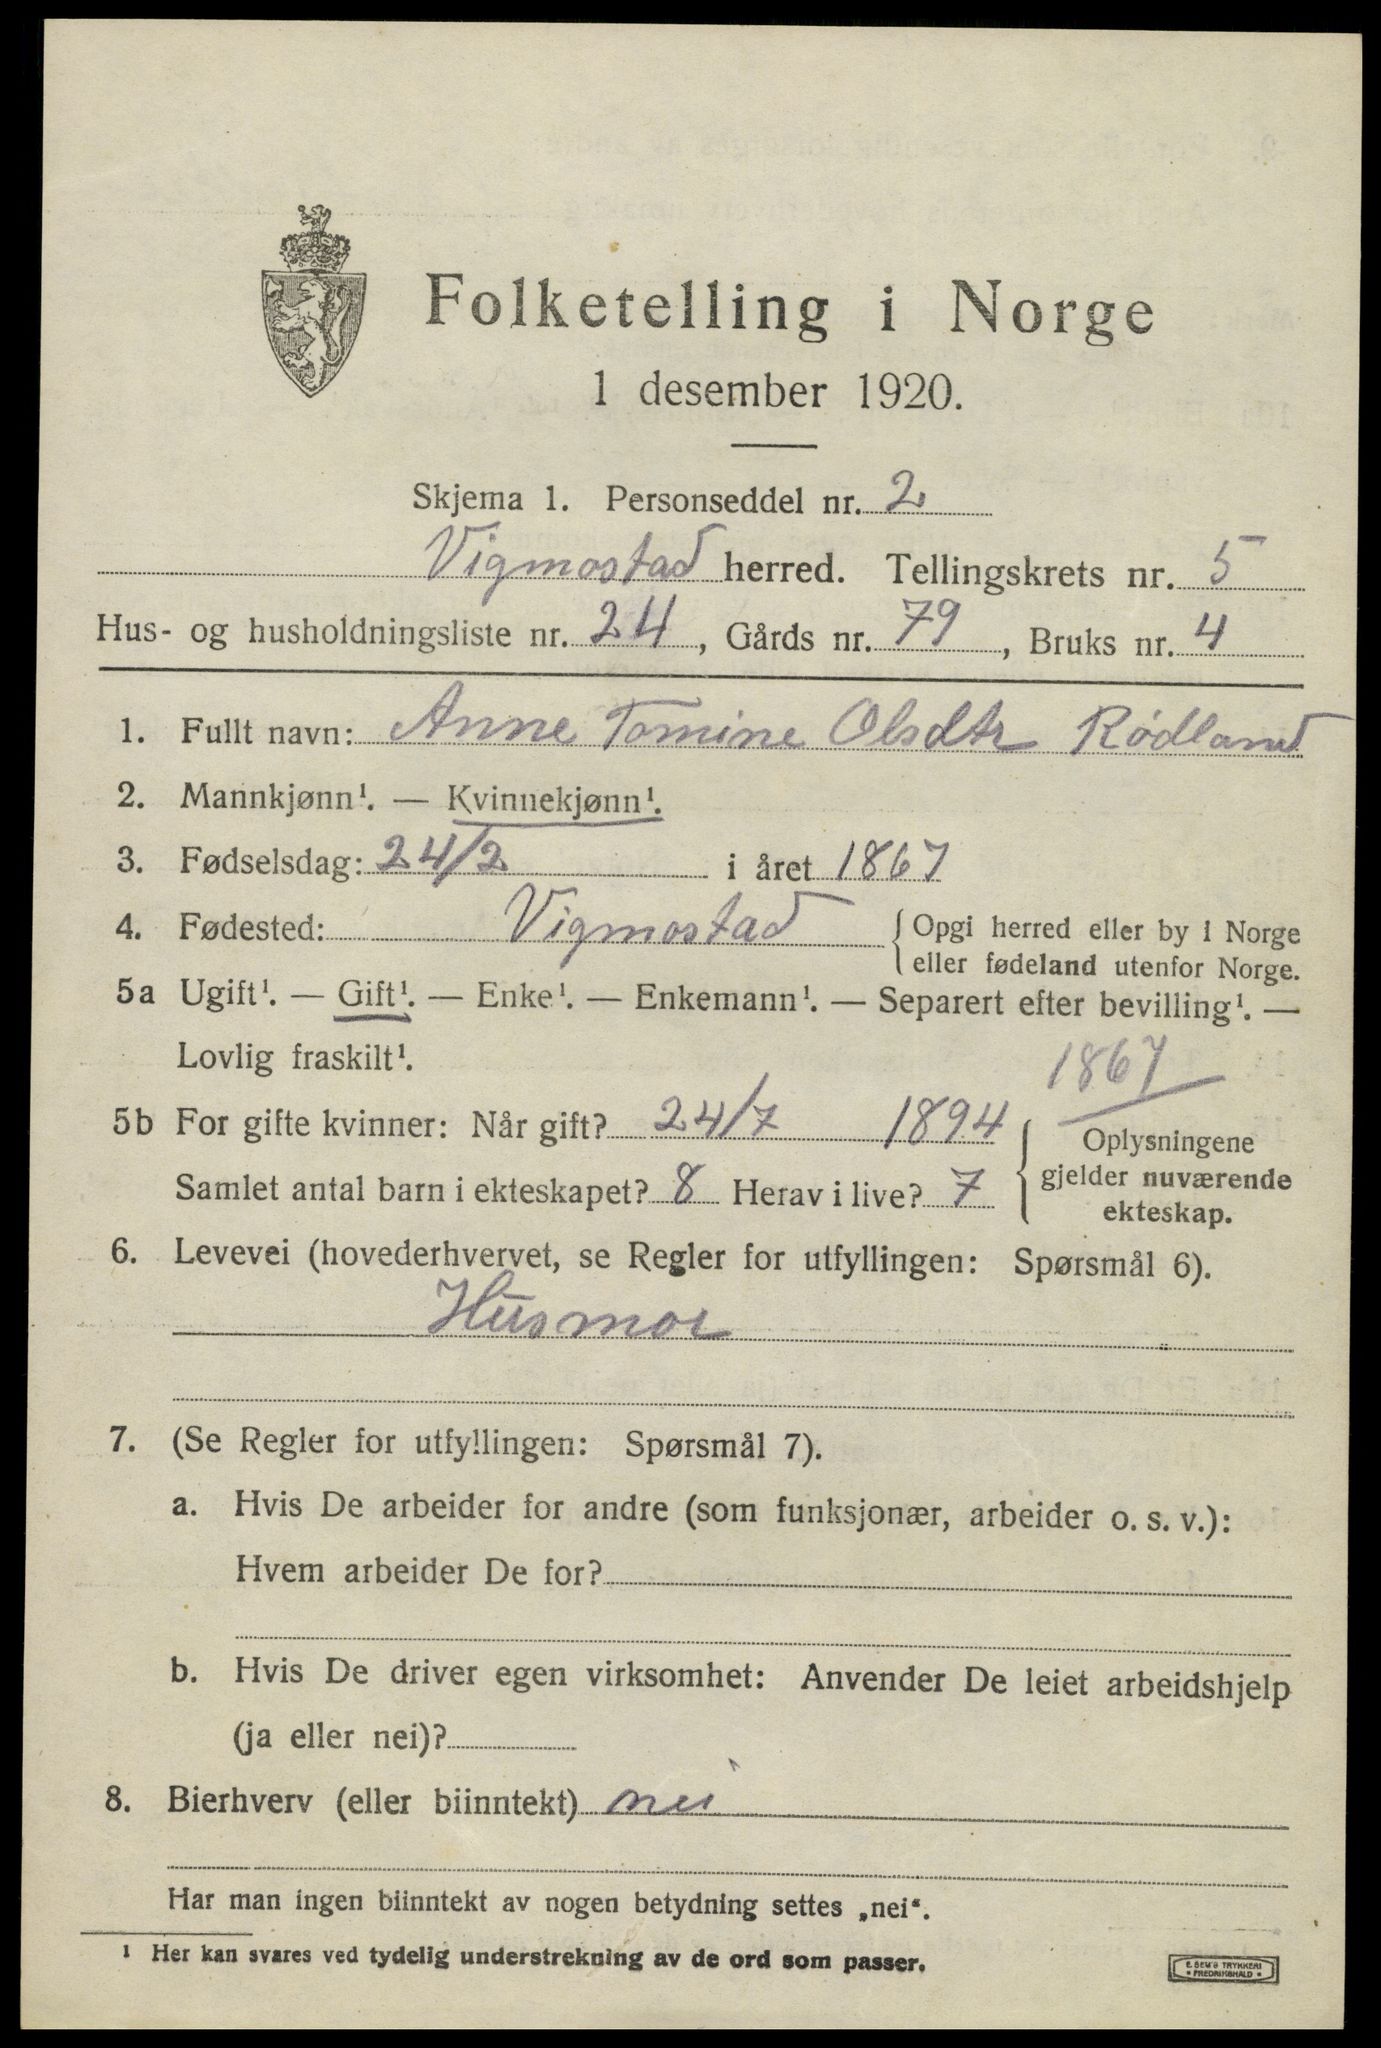 Folketelling i Norge
1 desember 1920.
Skjema 1. Personseddel nr. 2
Vigmostad herred. Tellingskrets nr. 5
Hus- og husholdningsliste nr. 24, Gårds nr. 79, Bruks nr. 4
1. Fullt navn: Anne Tomine Olsdtr Rødland
2. Mannkjønn¹. — Kvinnekjønn¹.
3. Fødselsdag: 24/2 i året 1867
4. Fødested: Vigmostad { Opgi herred eller by i Norge
eller fødeland utenfor Norge.
5a Ugift¹. — Gift¹. — Enke¹. — Enkemann¹. — Separert efter bevilling¹. —
Lovlig fraskilt¹.
1867
5b For gifte kvinner: Når gift? 24/7 1894 { Oplysningene
gjelder nuværende
ekteskap.
Samlet antal barn i ekteskapet? 8 Herav i live? 7
6. Levevei (hovederhvervet, se Regler for utfyllingen: Spørsmål 6).
Husmor
7. (Se Regler for utfyllingen: Spørsmål 7).
a. Hvis De arbeider for andre (som funksjonær, arbeider o. s. v.):
Hvem arbeider De for?
b. Hvis De driver egen virksomhet: Anvender De leiet arbeidshjelp
(ja eller nei)?
8. Bierhverv (eller biinntekt) nei
Har man ingen biinntekt av nogen betydning settes „nei“.
¹ Her kan svares ved tydelig understrekning av de ord som passer.
E. SEM'S TRYKKERI
• FREDRIKSHALD •